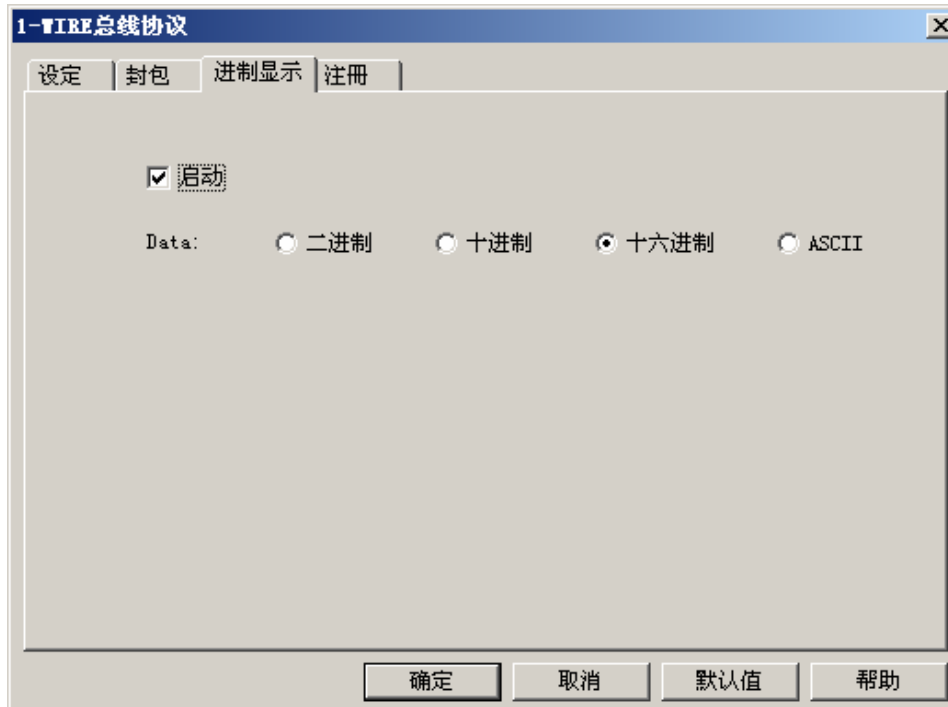 1-WIRE总线协议
设定 封包 进制显示 注册
启动
Data: 二进制 十进制 十六进制 ASCII
确定 取消 默认值 帮助